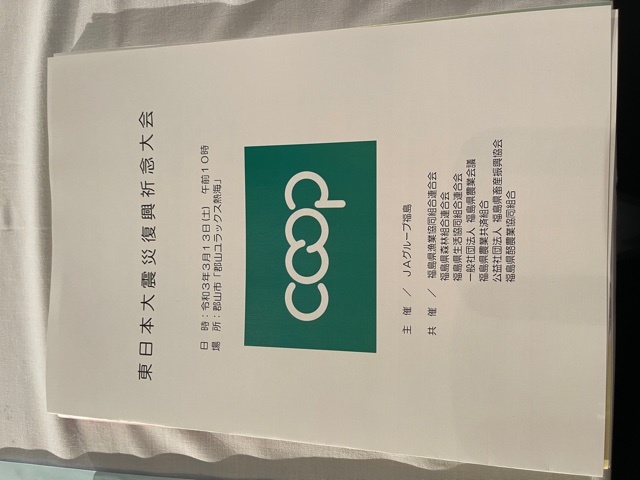 東日本大震災復興祈念大会
日　時：令和3年3月13日(土)　午前10時
場　所：郡山市「郡山ユラックス熱海」
coop
主　催　／　JAグループ福島
共　催　／　福島県漁業協同組合連合会
福島県森林組合連合会
福島県生活協同組合連合会
一般社団法人　福島県農業会議
福島県農業共済組合
公益社団法人　福島県畜産振興協会
福島県酪農業協同組合